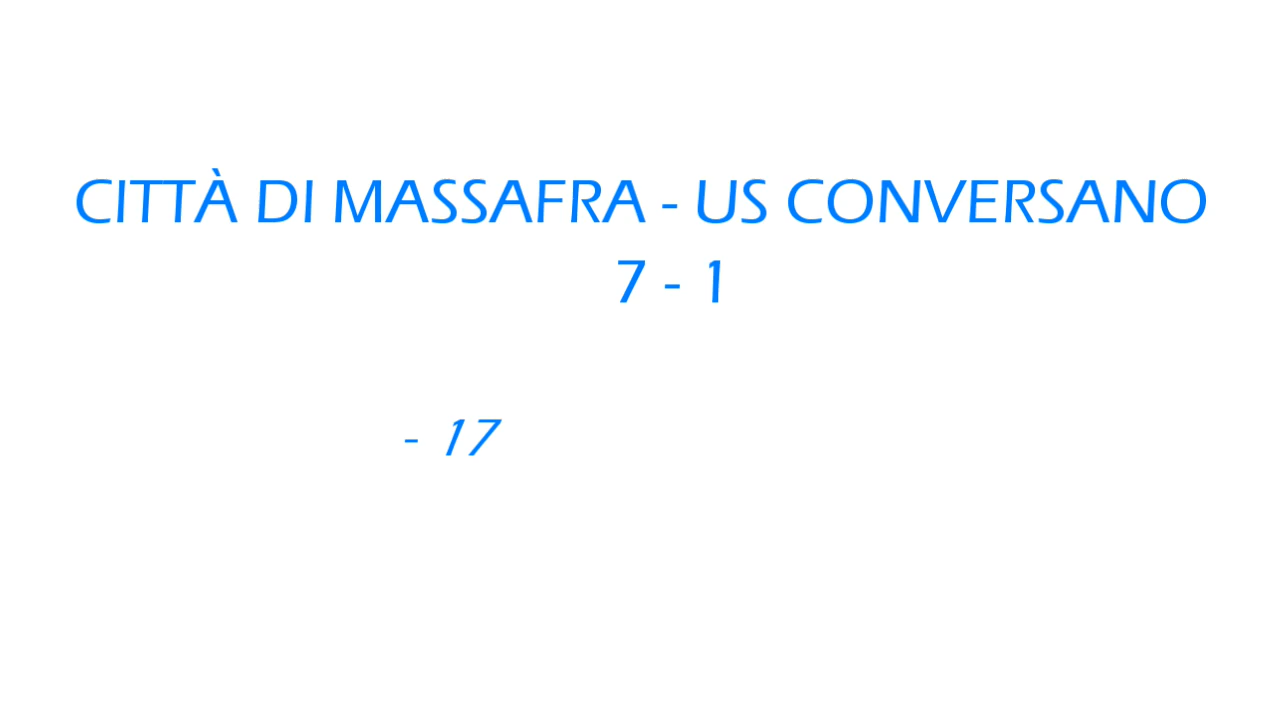 CITTÀ DI MASSAFRA - US CONVERSANO
7 - 1
- 17